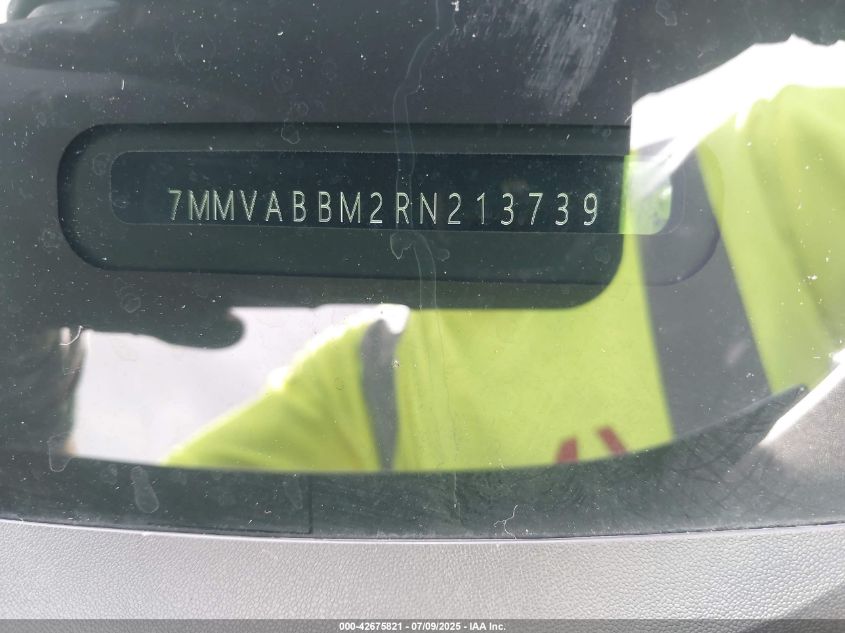 7MMVABBM2RN213739
000-42675821 - 07/09/2025 - IAA Inc.